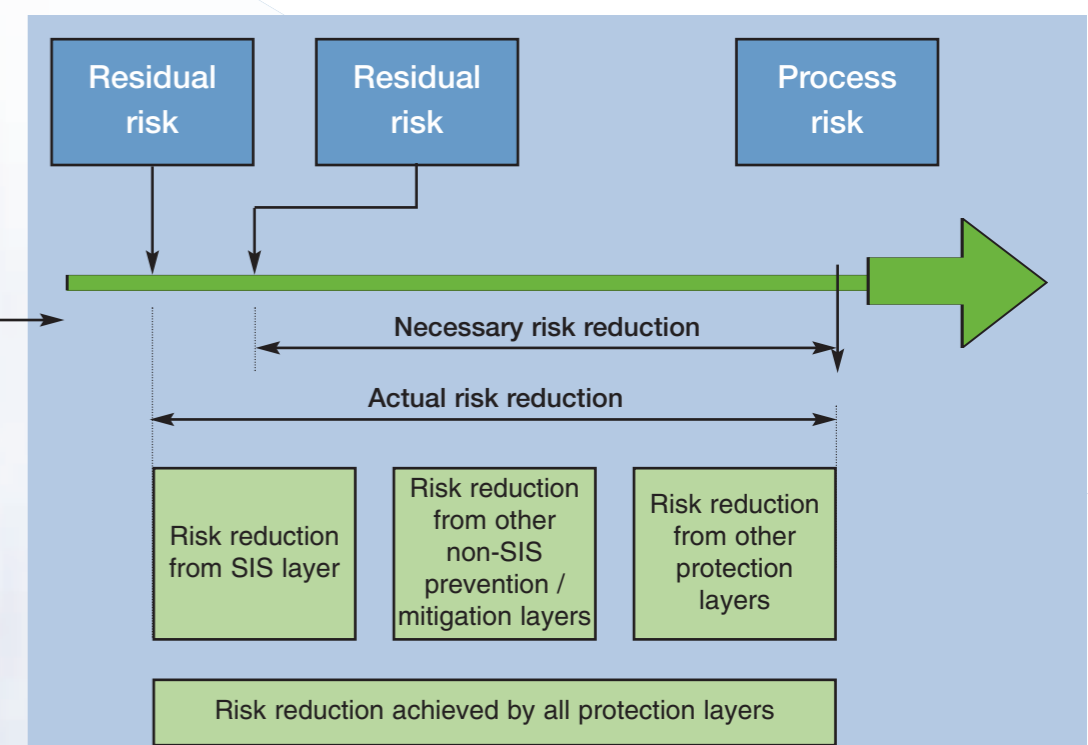 Residual
risk
Residual
risk
Process
risk
Necessary risk reduction
Actual risk reduction
Risk reduction
from SIS layer
Risk reduction
from other
non-SIS
prevention /
mitigation layers
Risk reduction
from other
protection
layers
Risk reduction achieved by all protection layers